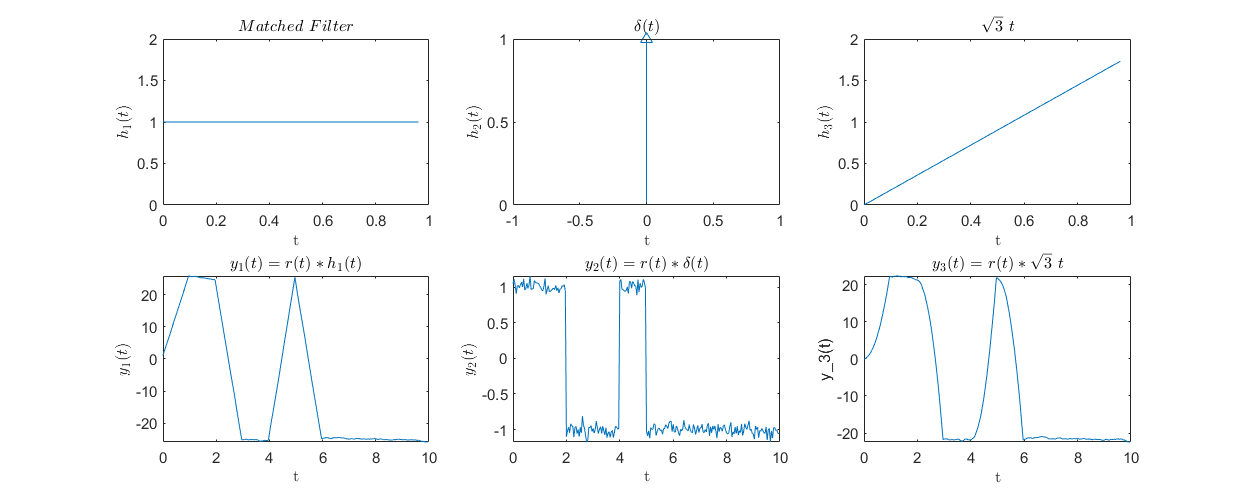 Matched Filter
h₁(t)
2
1.5
1
0.5
0
0 0.2 0.4 0.6 0.8 1
t
δ(t)
h₂(t)
1
0.5
0
-1 -0.5 0 0.5 1
t
√3 t
h₃(t)
2
1.5
1
0.5
0
0 0.2 0.4 0.6 0.8 1
t
y₁(t) = r(t) * h₁(t)
y₁(t)
20
10
0
-10
-20
0 2 4 6 8 10
t
y₂(t) = r(t) * δ(t)
y₂(t)
1
0.5
0
-0.5
-1
0 2 4 6 8 10
t
y₃(t) = r(t) * √3 t
y_3(t)
20
10
0
-10
-20
0 2 4 6 8 10
t